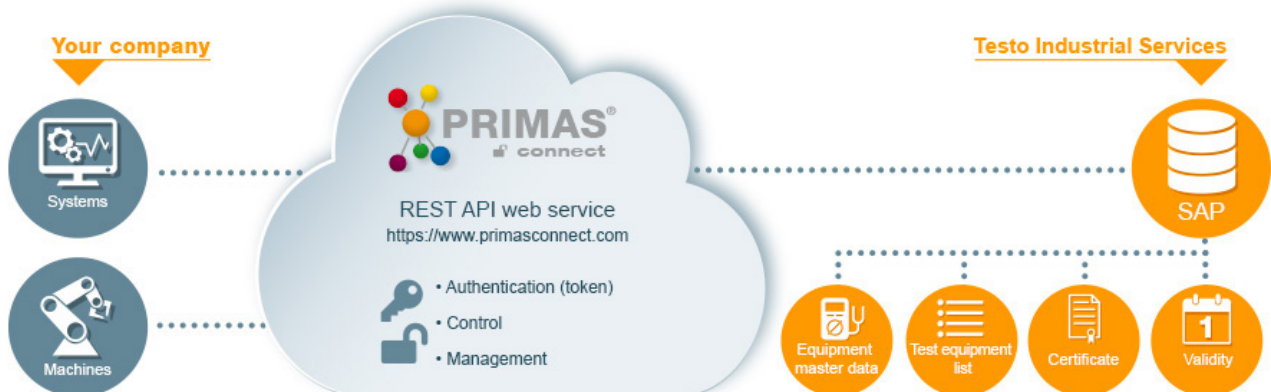 Your company
Systems
Machines
PRIMAS®
connect
REST API web service
https://www.primasconnect.com
• Authentication (token)
• Control
• Management
Testo Industrial Services
SAP
Equipment
master data
Test equipment
list
Certificate
1
Validity